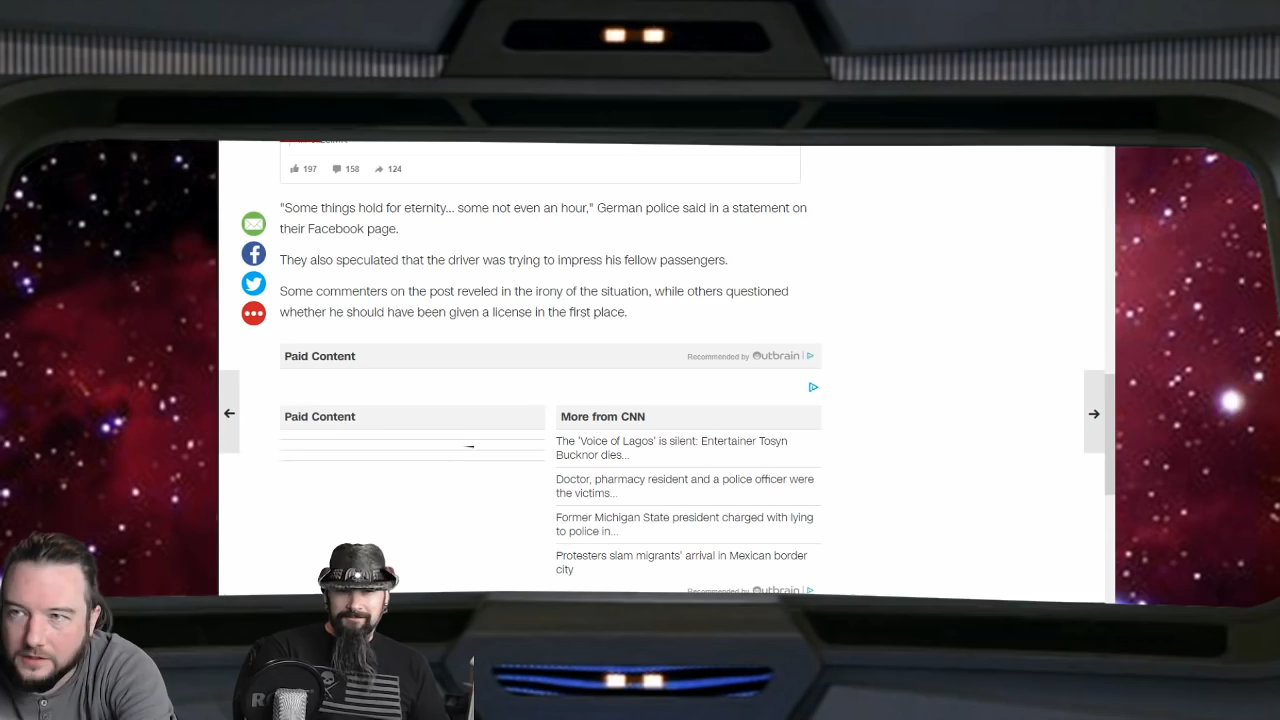 197 158 124
"Some things hold for eternity... some not even an hour," German police said in a statement on
their Facebook page.
They also speculated that the driver was trying to impress his fellow passengers.
Some commenters on the post reveled in the irony of the situation, while others questioned
whether he should have been given a license in the first place.
Paid Content
Recommended by Outbrain
Paid Content
More from CNN
The 'Voice of Lagos' is silent: Entertainer Tosyn
Bucknor dies...
Doctor, pharmacy resident and a police officer were
the victims...
Former Michigan State president charged with lying
to police in...
Protesters slam migrants' arrival in Mexican border
city
Recommended by Outbrain